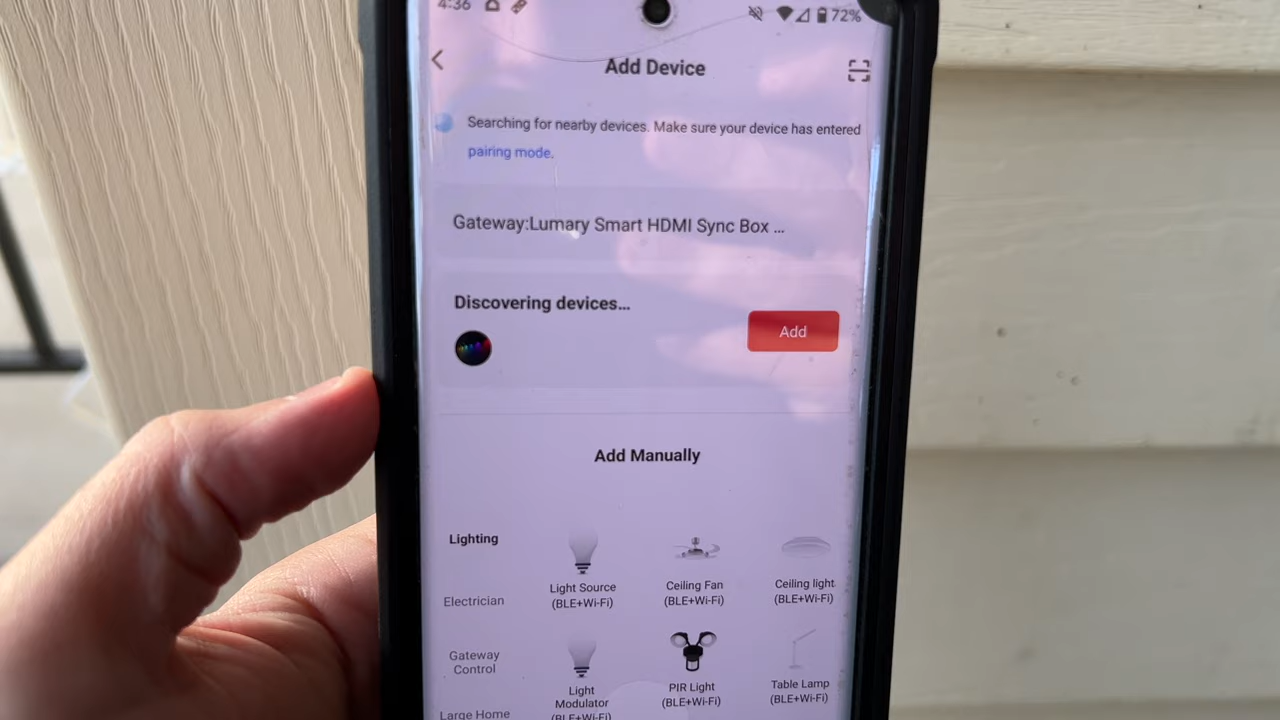 4:36
72%
Add Device
Searching for nearby devices. Make sure your device has entered
pairing mode.
Gateway:Lumary Smart HDMI Sync Box ...
Discovering devices...
Add
Add Manually
Lighting
Electrician
Gateway
Control
Large Home
Light Source
(BLE+Wi-Fi)
Ceiling Fan
(BLE+Wi-Fi)
Ceiling light
(BLE+Wi-Fi)
Light
Modulator
(BLE+Wi-Fi)
PIR Light
(BLE+Wi-Fi)
Table Lamp
(BLE+Wi-Fi)